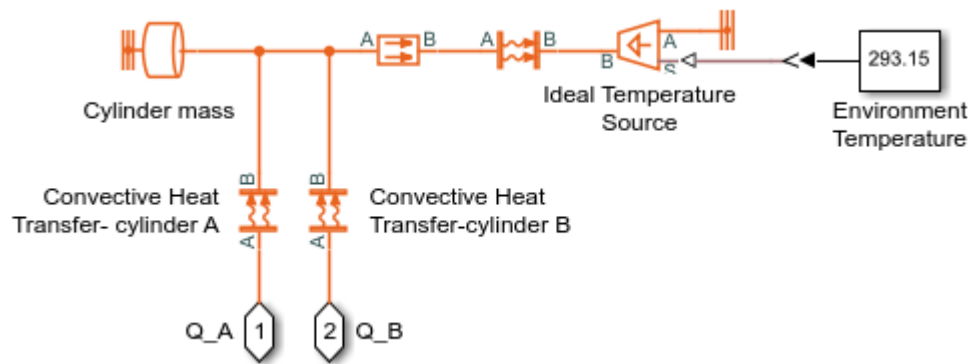 A B A B B A S
293.15
Cylinder mass
Ideal Temperature
Source
Environment
Temperature
B B
Convective Heat
Transfer- cylinder A
Convective Heat
Transfer-cylinder B
A A
Q_A 1 2 Q_B